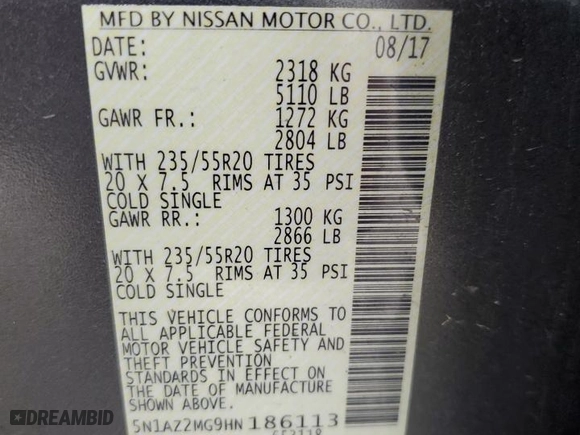 MFD BY NISSAN MOTOR CO., LTD.
DATE: 08/17
GVWR: 2318 KG
5110 LB
GAWR FR.: 1272 KG
2804 LB
WITH 235/55R20 TIRES
20 X 7.5 RIMS AT 35 PSI
COLD SINGLE
GAWR RR.: 1300 KG
2866 LB
WITH 235/55R20 TIRES
20 X 7.5 RIMS AT 35 PSI
COLD SINGLE
THIS VEHICLE CONFORMS TO
ALL APPLICABLE FEDERAL
MOTOR VEHICLE SAFETY AND
THEFT PREVENTION
STANDARDS IN EFFECT ON
THE DATE OF MANUFACTURE
SHOWN ABOVE.
5N1AZ2MG9HN186113
DREAMBID